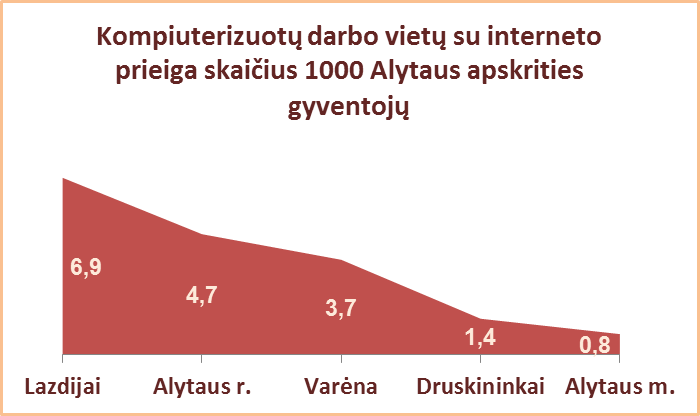 Kompiuterizuotų darbo vietų su interneto
prieiga skaičius 1000 Alytaus apskrities
gyventojų
6,9
4,7
3,7
1,4
0,8
Lazdijai
Alytaus r.
Varėna
Druskininkai
Alytaus m.